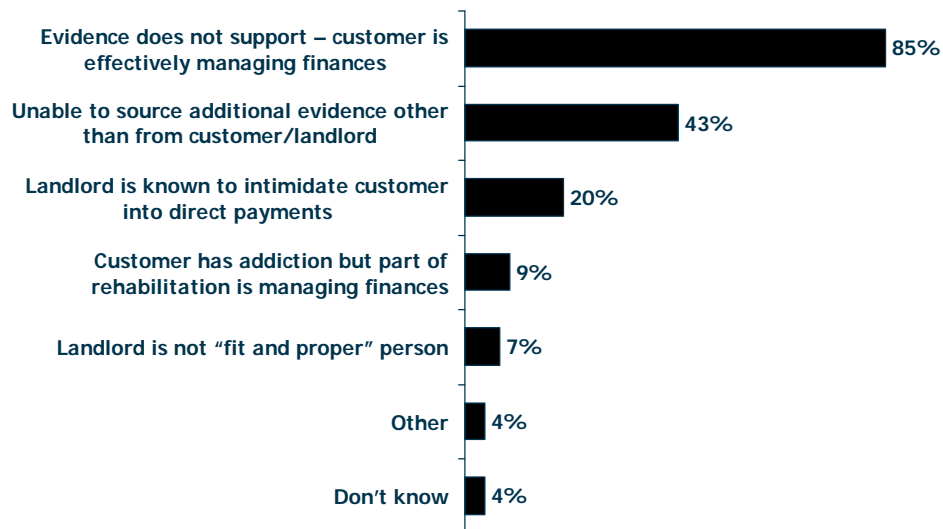 Evidence does not support – customer is
effectively managing finances
85%
Unable to source additional evidence other
than from customer/landlord
43%
Landlord is known to intimidate customer
into direct payments
20%
Customer has addiction but part of
rehabilitation is managing finances
9%
Landlord is not “fit and proper” person
7%
Other
4%
Don’t know
4%